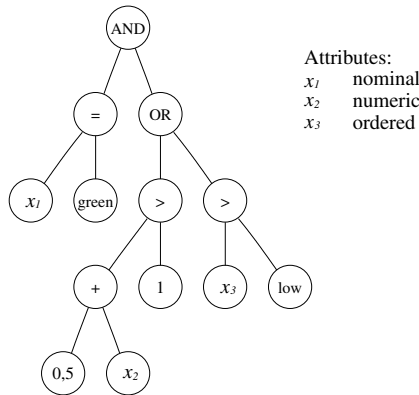 AND
Attributes:
x1 nominal
x2 numeric
x3 ordered
= OR
x1 green > >
+ 1 x3 low
0,5 x2